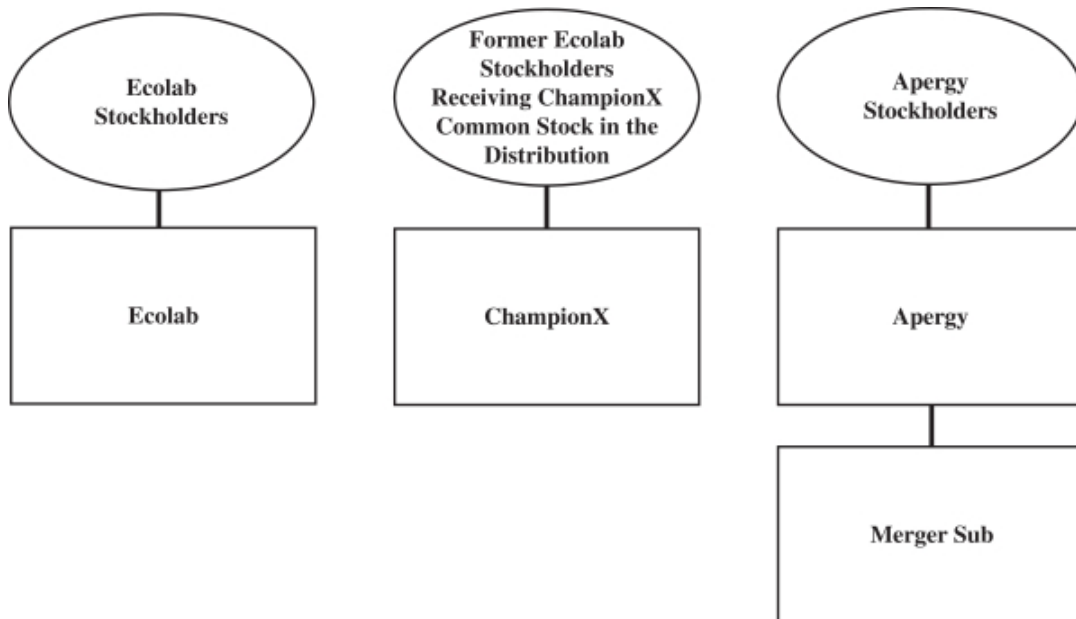 Ecolab
Stockholders
Former Ecolab
Stockholders
Receiving ChampionX
Common Stock in the
Distribution
Apergy
Stockholders
Ecolab
ChampionX
Apergy
Merger Sub